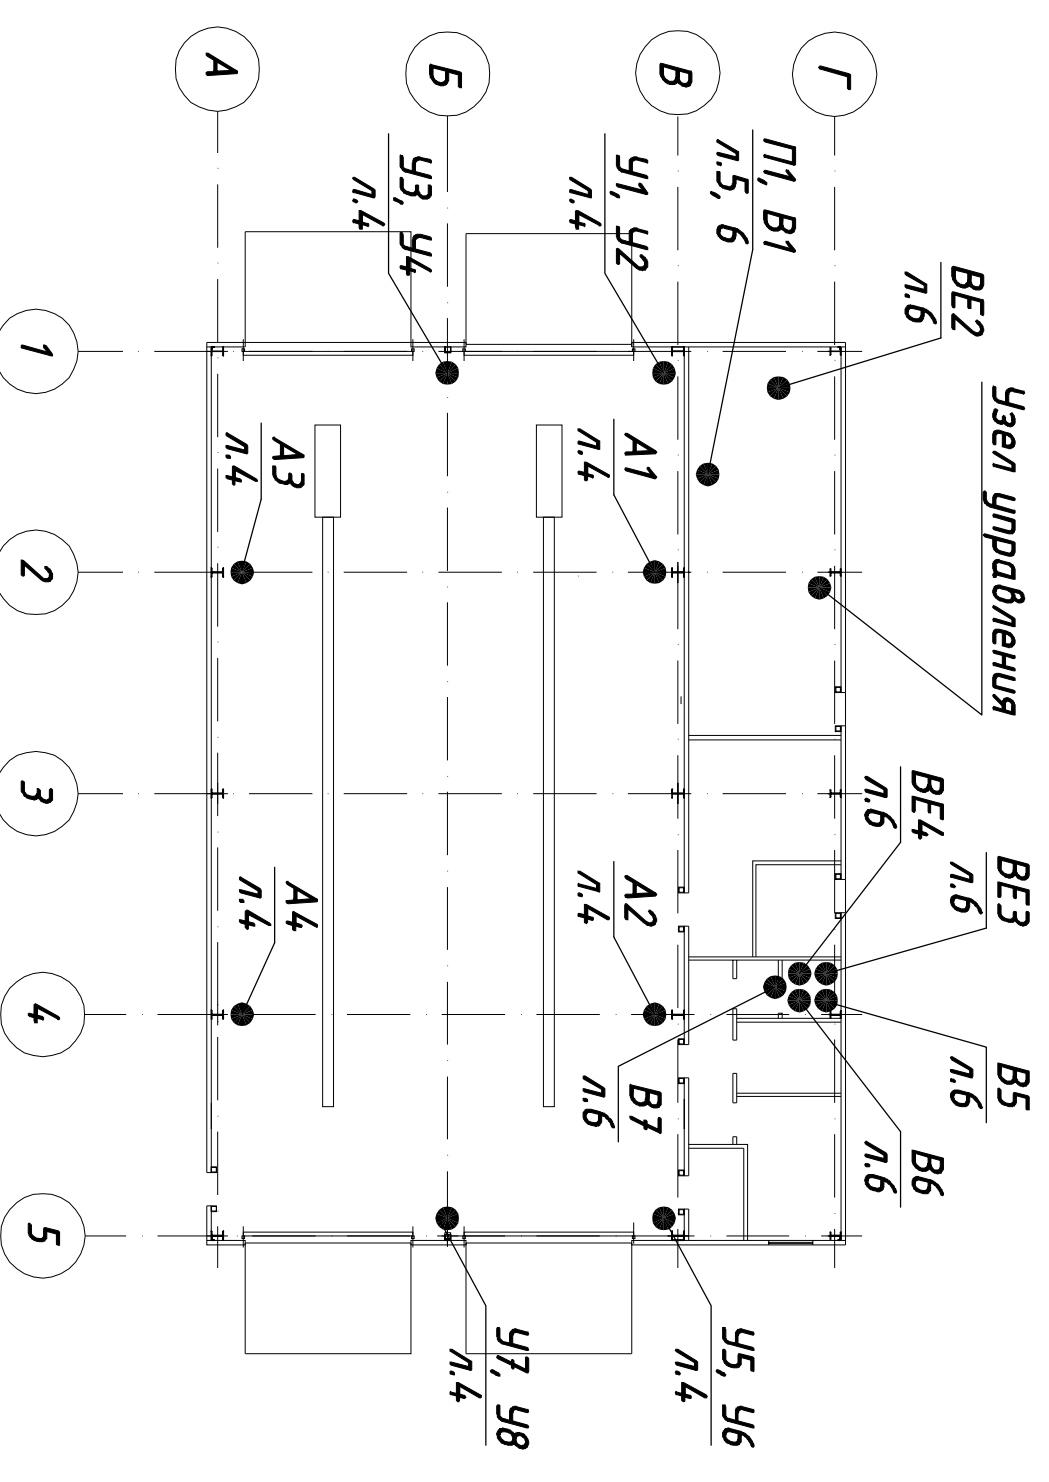 Г
В
Б
А
ВЕ2
л.6
Узел управления
П1, В1
л.5, 6
У1, У2
л.4
У3, У4
л.4
А1
л.4
А3
л.4
ВЕ4
л.6
ВЕ3
л.6
А2
л.4
А4
л.4
В5
л.6
В6
л.6
В7
л.6
У5, У6
л.4
У7, У8
л.4
1
2
3
4
5